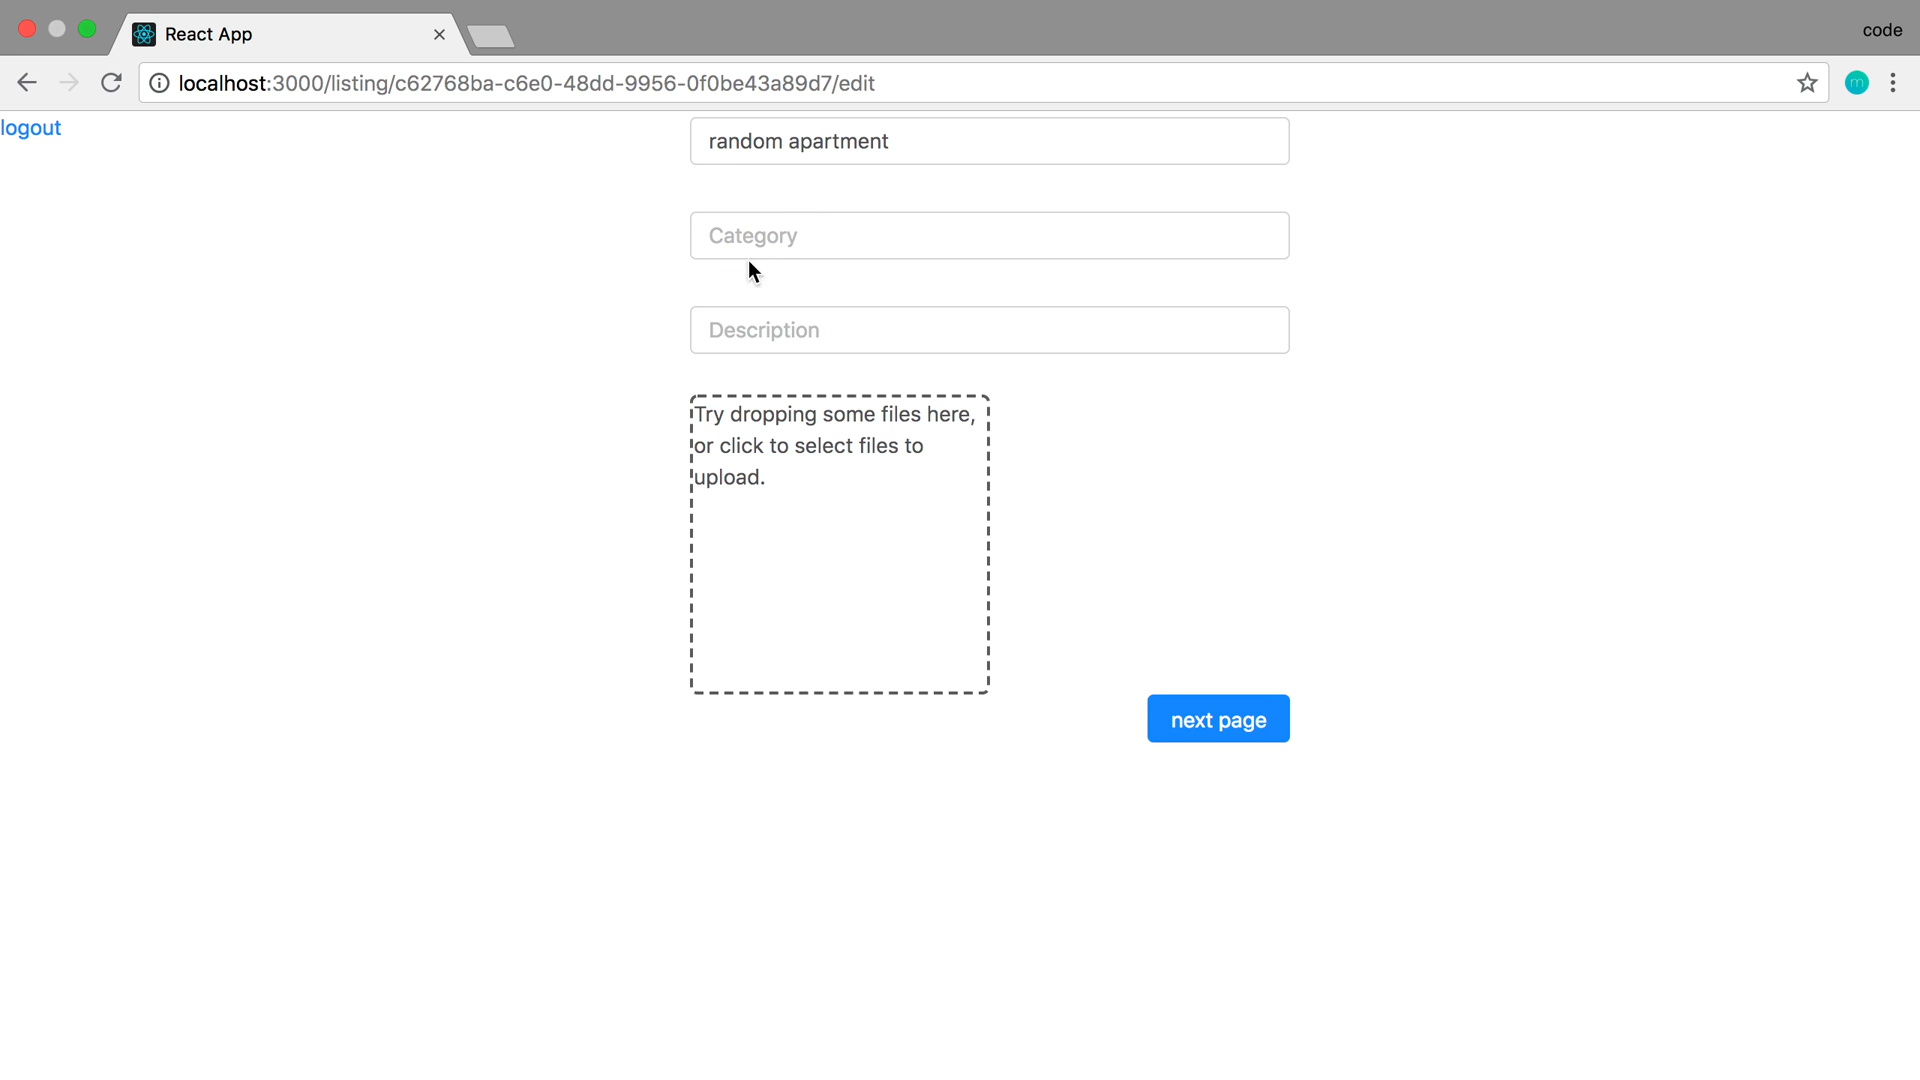 React App
code
localhost:3000/listing/c62768ba-c6e0-48dd-9956-0f0be43a89d7/edit
m
logout
random apartment
Category
Description
Try dropping some files here,
or click to select files to
upload.
next page